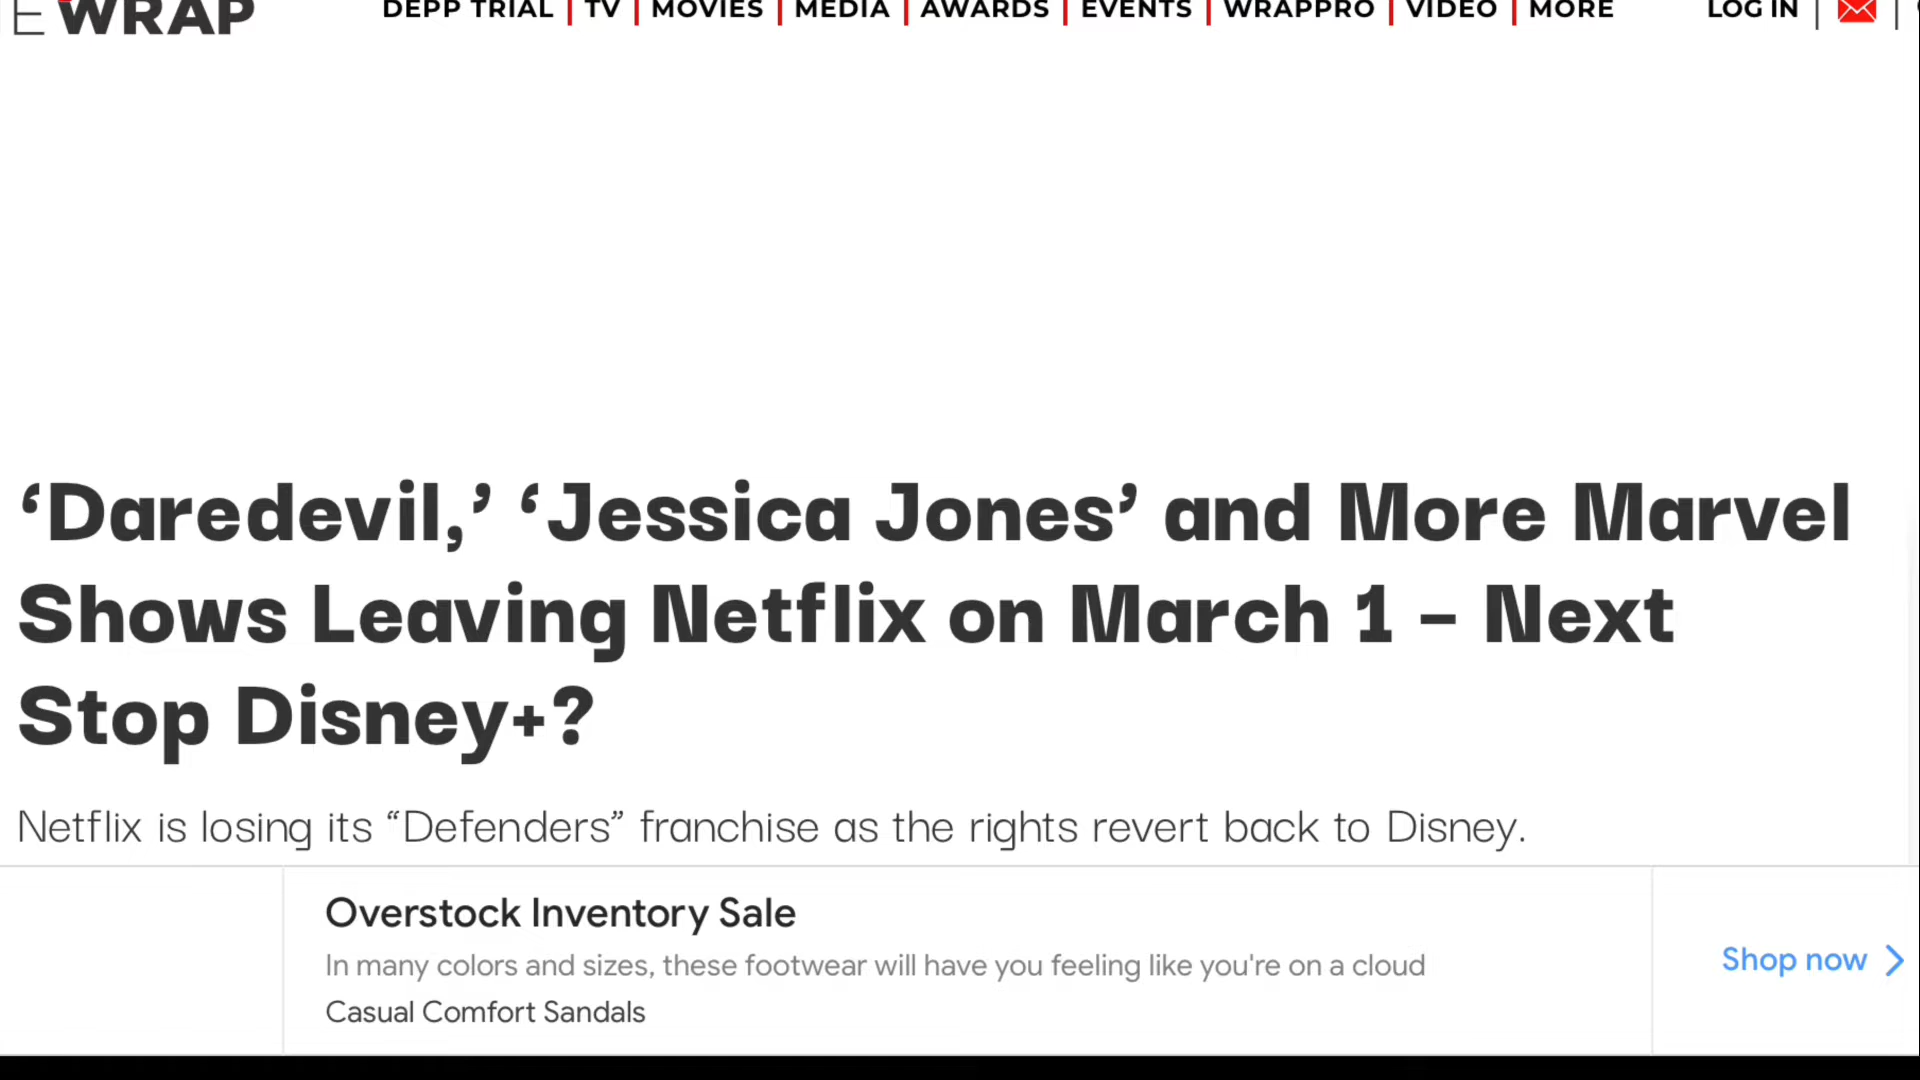 E WRAP DEPP TRIAL | TV | MOVIES | MEDIA | AWARDS | EVENTS | WRAPPRO | VIDEO | MORE LOG IN |
‘Daredevil,’ ‘Jessica Jones’ and More Marvel
Shows Leaving Netflix on March 1 – Next
Stop Disney+?
Netflix is losing its “Defenders” franchise as the rights revert back to Disney.
Overstock Inventory Sale
In many colors and sizes, these footwear will have you feeling like you're on a cloud
Casual Comfort Sandals
Shop now